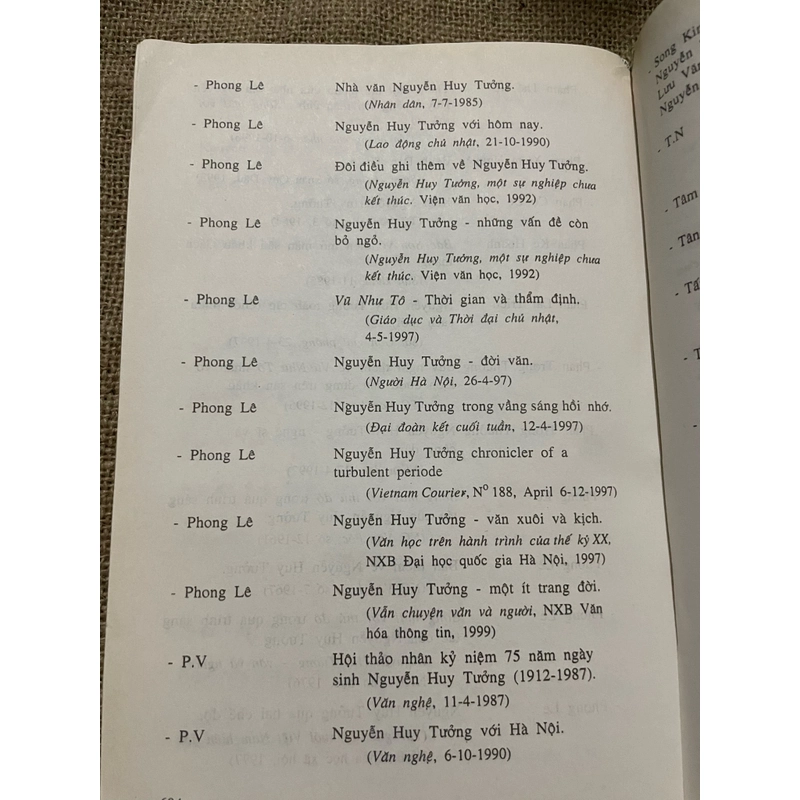 - Phong Lê Nhà văn Nguyễn Huy Tưởng.
(Nhân dân, 7-7-1985)
- Phong Lê Nguyễn Huy Tưởng với hôm nay.
(Lao động chủ nhật, 21-10-1990)
- Phong Lê Đôi điều ghi thêm về Nguyễn Huy Tưởng.
(Nguyễn Huy Tưởng, một sự nghiệp chưa
kết thúc. Viện văn học, 1992)
- Phong Lê Nguyễn Huy Tưởng - những vấn đề còn
bỏ ngỏ.
(Nguyễn Huy Tưởng, một sự nghiệp chưa
kết thúc. Viện văn học, 1992)
- Phong Lê Vũ Như Tô - Thời gian và thẩm định.
(Giáo dục và Thời đại chủ nhật,
4-5-1997)
- Phong Lê Nguyễn Huy Tưởng - đời văn.
(Người Hà Nội, 26-4-97)
- Phong Lê Nguyễn Huy Tưởng trong vầng sáng hồi nhớ.
(Đại đoàn kết cuối tuần, 12-4-1997)
- Phong Lê Nguyễn Huy Tưởng chronicler of a
turbulent periode
(Vietnam Courier, Nº 188, April 6-12-1997)
- Phong Lê Nguyễn Huy Tưởng - văn xuôi và kịch.
(Văn học trên hành trình của thế kỷ XX,
NXB Đại học quốc gia Hà Nội, 1997)
- Phong Lê Nguyễn Huy Tưởng - một ít trang đời.
(Vẫn chuyện văn và người, NXB Văn
hóa thông tin, 1999)
- P.V Hội thảo nhân kỷ niệm 75 năm ngày
sinh Nguyễn Huy Tưởng (1912-1987).
(Văn nghệ, 11-4-1987)
- P.V Nguyễn Huy Tưởng với Hà Nội.
(Văn nghệ, 6-10-1990)
- Song Kim
Nguyễn
Lưu Văn
Nguyễn
- T.N
- Tâm
- Tân